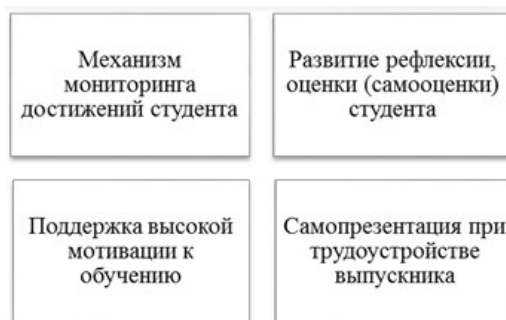 Механизм
мониторинга
достижений студента
Развитие рефлексии,
оценки (самооценки)
студента
Поддержка высокой
мотивации к
обучению
Самопрезентация при
трудоустройстве
выпускника